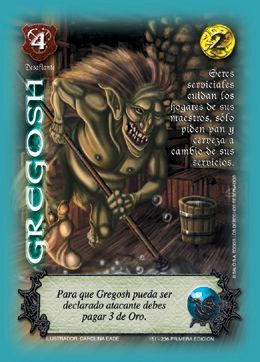 4
2
Desafiante
GREGOSH
Seres
serviciales
cuidan los
hogares de sus
maestros, sólo
piden pan y
cerveza a
cambio de sus
servicios.
Para que Gregosh pueda ser
declarado atacante debes
pagar 3 de Oro.
ILUSTRADOR: CAROLINA EADE
151 - 236 PRIMERA EDICION